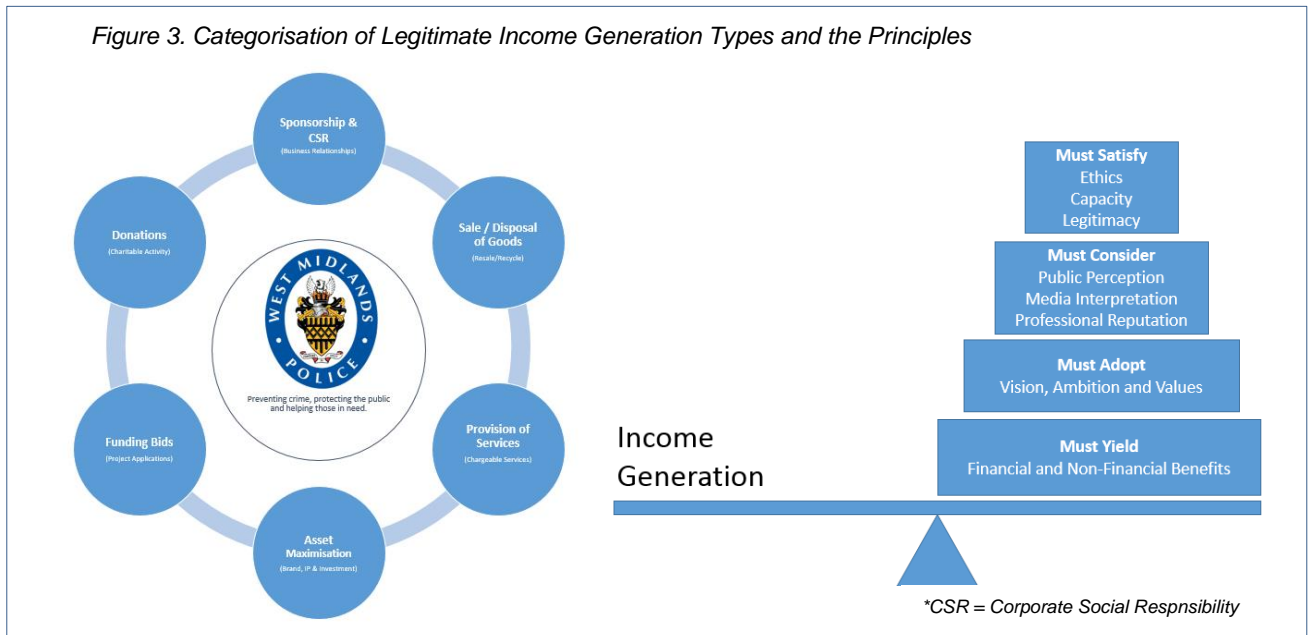 Figure 3. Categorisation of Legitimate Income Generation Types and the Principles
Sponsorship &
CSR
(Business Relationships)
Sale / Disposal
of Goods
(Resale/Recycle)
Provision of
Services
(Chargeable Services)
Asset
Maximisation
(Brand, IP & Investment)
Funding Bids
(Project Applications)
Donations
(Charitable Activity)
WEST MIDLANDS
POLICE
Preventing crime, protecting the public
and helping those in need.
Must Satisfy
Ethics
Capacity
Legitimacy
Must Consider
Public Perception
Media Interpretation
Professional Reputation
Must Adopt
Vision, Ambition and Values
Must Yield
Financial and Non-Financial Benefits
Income
Generation
*CSR = Corporate Social Respnsibility